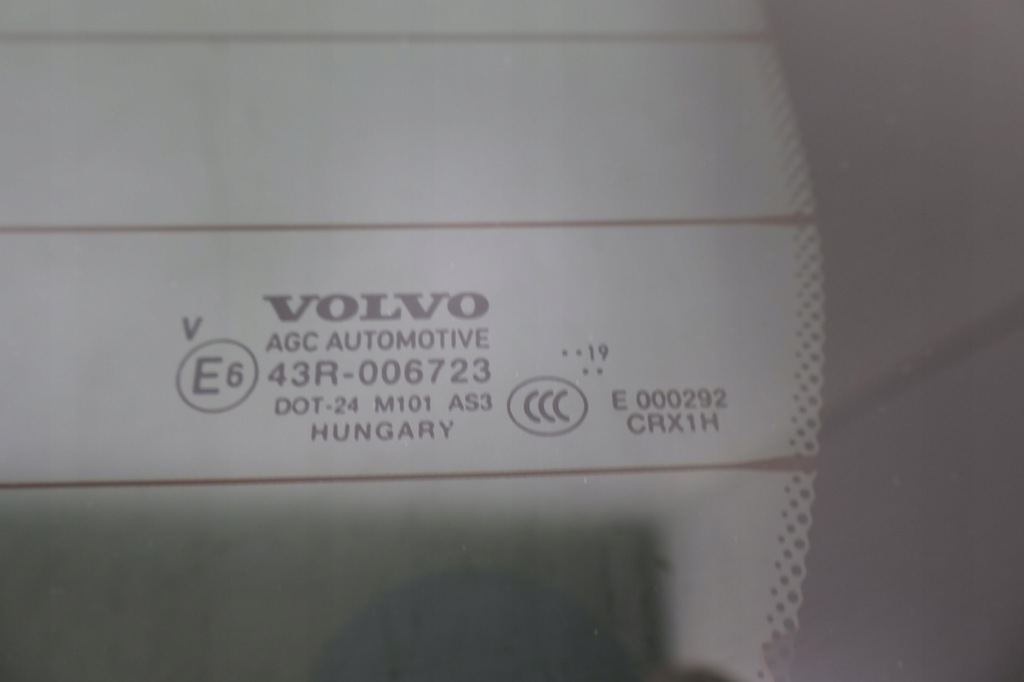 VOLVO
V
AGC AUTOMOTIVE
E6
43R-006723
DOT-24 M101 AS3
HUNGARY
··19
··
CCC
E 000292
CRX1H